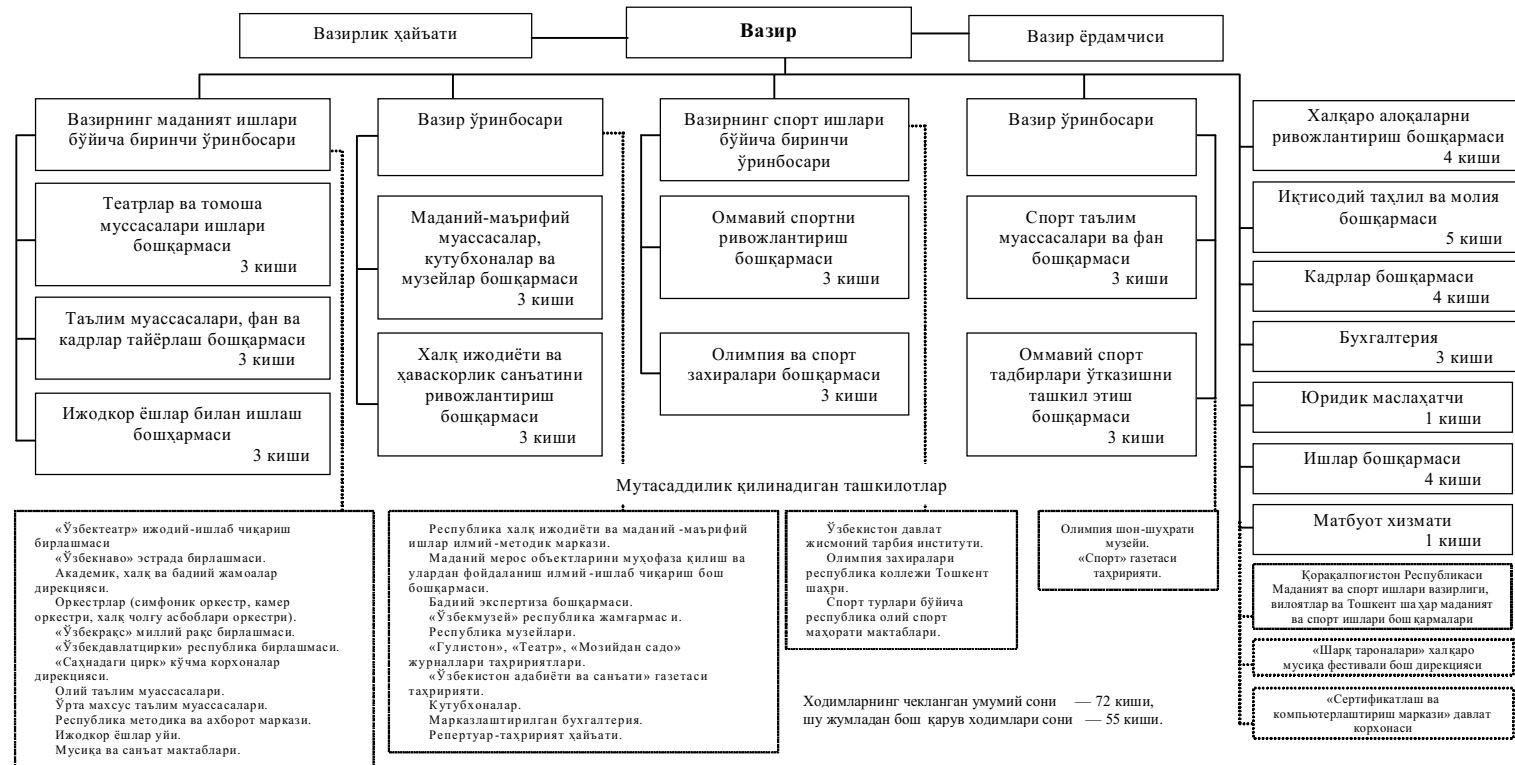 Вазирлик ҳайъати
Вазир
Вазир ёрдамчиси
Вазирнинг маданият ишлари
бўйича биринчи ўринбосари
Театрлар ва томоша
муссасалари ишлари
бошқармаси
3 киши
Таълим муассасалари, фан ва
кадрлар тайёрлаш бошқармаси
3 киши
Ижодкор ёшлар билан ишлаш
бошҳармаси
3 киши
Вазир ўринбосари
Маданий-маърифий
муассасалар,
кутубхоналар ва
музейлар бошқармаси
3 киши
Халқ ижодиёти ва
ҳаваскорлик санъатини
ривожлантириш
бошқармаси
3 киши
Вазирнинг спорт ишлари
бўйича биринчи
ўринбосари
Оммавий спортни
ривожлантириш
бошқармаси
3 киши
Олимпия ва спорт
захиралари бошқармаси
3 киши
Вазир ўринбосари
Спорт таълим
муассасалари ва фан
бошқармаси
3 киши
Оммавий спорт
тадбирлари ўтказишни
ташкил этиш
бошқармаси
3 киши
Халқаро алоқаларни
ривожлантириш бошқармаси
4 киши
Иқтисодий таҳлил ва молия
бошқармаси
5 киши
Кадрлар бошқармаси
4 киши
Бухгалтерия
3 киши
Юридик маслаҳатчи
1 киши
Ишлар бошқармаси
4 киши
Матбуот хизмати
1 киши
Қорақалпоғистон Республикаси
Маданият ва спорт ишлари вазирлиги,
вилоятлар ва Тошкент шаҳар маданият
ва спорт ишлари бошқармалари
«Шарқ тароналари» халқаро
мусиқа фестивали бош дирекцияси
«Сертификатлаш ва
компьютерлаштириш маркази» давлат
корхонаси
Мутасаддилик қилинадиган ташкилотлар
«Ўзбектеатр» ижодий-ишлаб чиқариш
бирлашмаси
«Ўзбекнаво» эстрада бирлашмаси.
Академик, халқ ва бадиий жамоалар
дирекцияси.
Оркестрлар (симфоник оркестр, камер
оркестри, халқ чолғу асбоблари оркестри).
«Ўзбекрақс» миллий рақс бирлашмаси.
«Ўзбекдавлатцирки» республика бирлашмаси.
«Саҳнадаги цирк» кўчма корхоналар
дирекцияси.
Олий таълим муассасалари.
Ўрта махсус таълим муассасалари.
Республика методика ва ахборот маркази.
Ижодкор ёшлар уйи.
Мусиқа ва санъат мактаблари.
Республика халқ ижодиёти ва маданий-маърифий
ишлар илмий-методик маркази.
Маданий мерос объектларини муҳофаза қилиш ва
улардан фойдаланиш илмий-ишлаб чиқариш бош
бошқармаси.
Бадиий экспертиза бошқармаси.
«Ўзбекмузей» республика жамғармаси.
Республика музейлари.
«Гулистон», «Театр», «Мозийдан садо»
журналлари таҳририятлари.
«Ўзбекистон адабиёти ва санъати» газетаси
таҳририяти.
Кутубхоналар.
Марказлаштирилган бухгалтерия.
Репертуар-таҳририят ҳайъати.
Ўзбекистон давлат
жисмоний тарбия институти.
Олимпия захиралари
республика коллежи Тошкент
шаҳри.
Спорт турлари бўйича
республика олий спорт
маҳорати мактаблари.
Олимпия шон-шуҳрати
музейи.
«Спорт» газетаси
таҳририяти.
Ходимларнинг чекланган умумий сони — 72 киши,
шу жумладан бошқарув ходимлари сони — 55 киши.